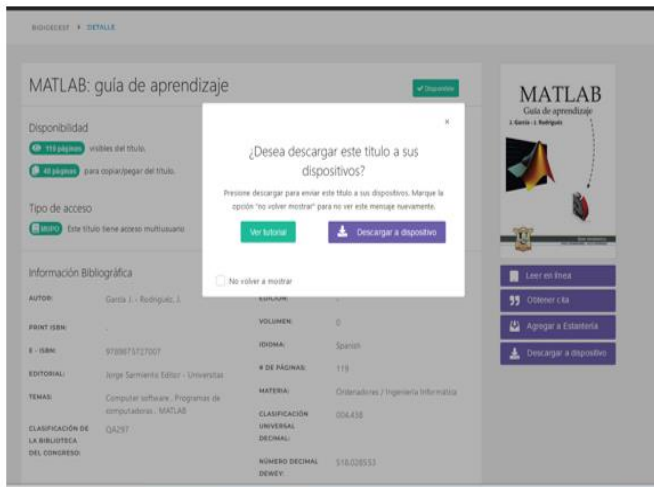 DETALLE
MATLAB: guía de aprendizaje
Disponible
Disponibilidad
119 páginas visibles del título.
40 páginas para copiar/pegar del título.
Tipo de acceso
MUPO Este título tiene acceso multiusuario
¿Desea descargar este título a sus
dispositivos?
Presione descargar para enviar este título a sus dispositivos. Marque la
opción "no volver mostrar" para no ver este mensaje nuevamente.
Ver tutorial
Descargar a dispositivo
No volver a mostrar
Información Bibliográfica
AUTOR: García J. - Rodríguez, J.
PRINT ISBN: -
E - ISBN: 9789875727007
EDITORIAL: Jorge Sarmiento Editor - Universitas
TEMAS: Computer software , Programas de
computadoras , MATLAB
CLASIFICACIÓN DE
LA BIBLIOTECA
DEL CONGRESO:
QA297
EDICIÓN: -
VOLUMEN: 0
IDIOMA: Spanish
# DE PÁGINAS: 119
MATERIA: Ordenadores / Ingeniería Informática
CLASIFICACIÓN
UNIVERSAL
DECIMAL:
004.438
NÚMERO DECIMAL
DEWEY:
518.028553
MATLAB
Guía de aprendizaje
J. García - J. Rodríguez
Leer en línea
Obtener cita
Agregar a Estantería
Descargar a dispositivo